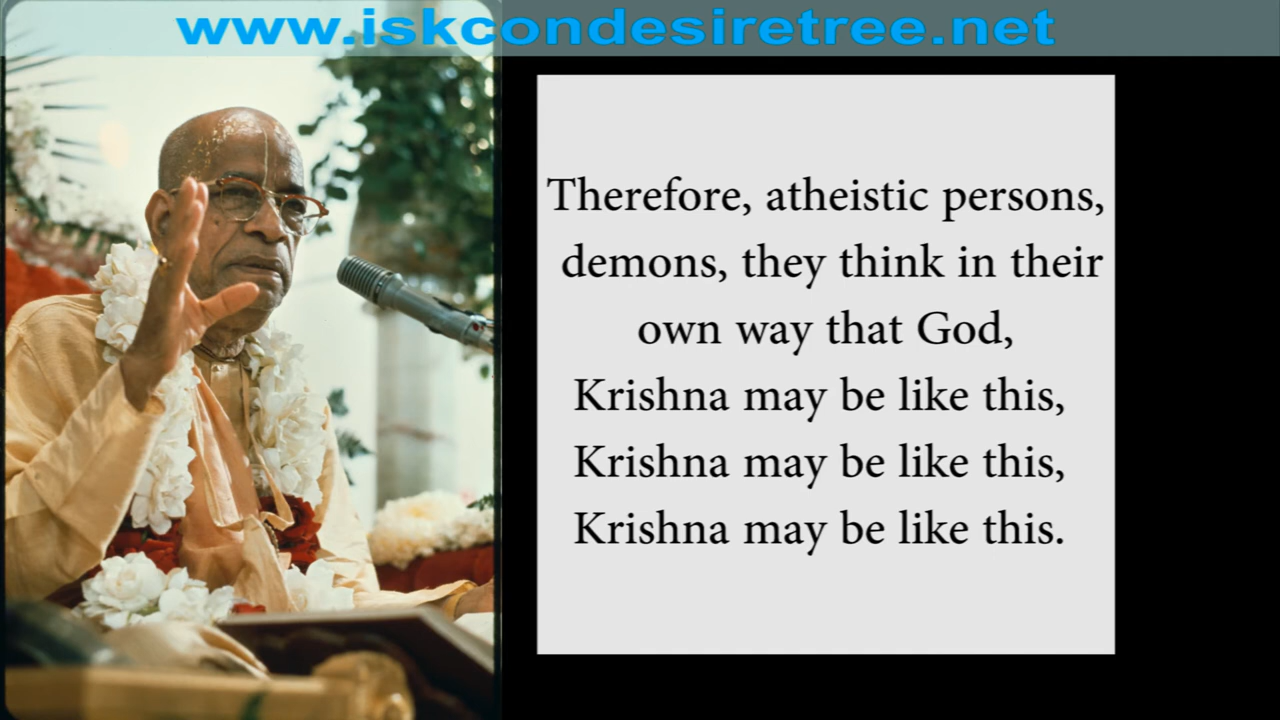 www.iskcondesiretree.net
Therefore, atheistic persons,
demons, they think in their
own way that God,
Krishna may be like this,
Krishna may be like this,
Krishna may be like this.